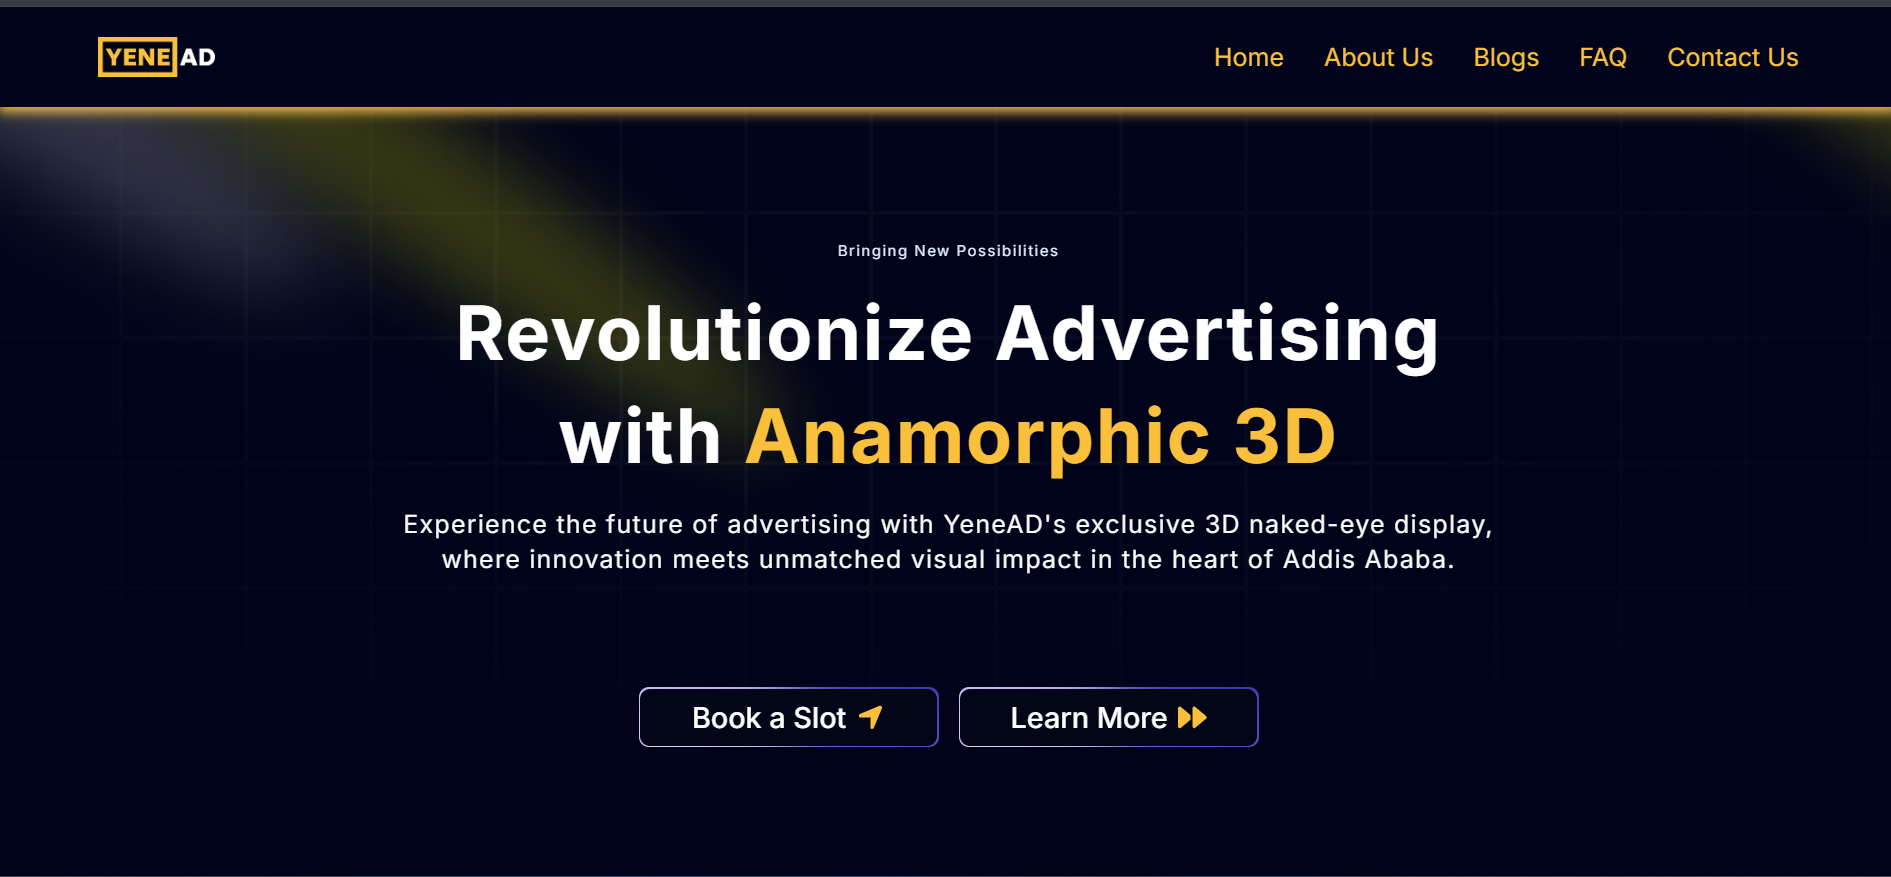 YENE AD
Home About Us Blogs FAQ Contact Us
Bringing New Possibilities
Revolutionize Advertising
with Anamorphic 3D
Experience the future of advertising with YeneAD's exclusive 3D naked-eye display,
where innovation meets unmatched visual impact in the heart of Addis Ababa.
Book a Slot
Learn More